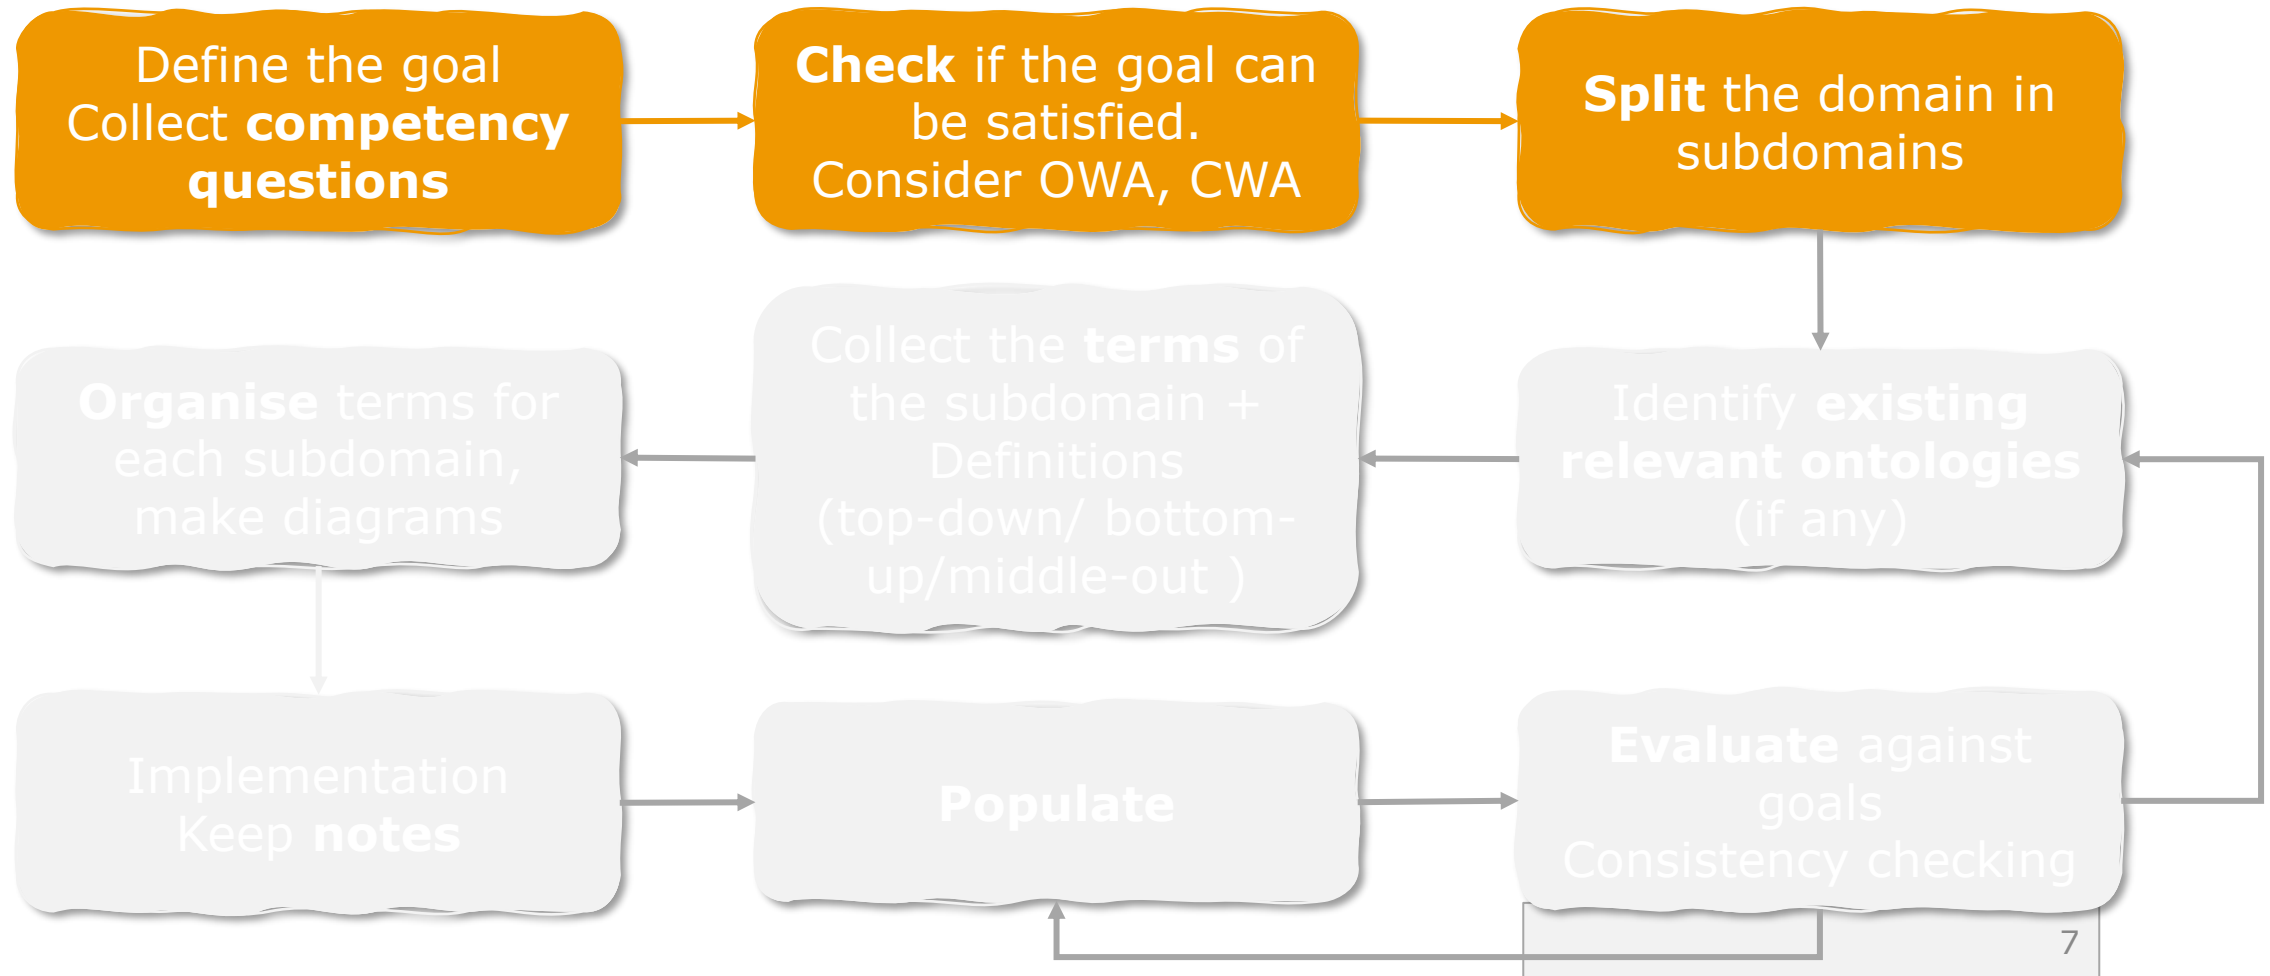 Define the goal
Collect competency
questions
Check if the goal can
be satisfied.
Consider OWA, CWA
Split the domain in
subdomains
Identify existing
relevant ontologies
(if any)
Collect the terms of
the subdomain +
Definitions
(top-down/ bottom-
up/middle-out )
Organise terms for
each subdomain,
make diagrams
Implementation
Keep notes
Populate
Evaluate against
goals
Consistency checking
7